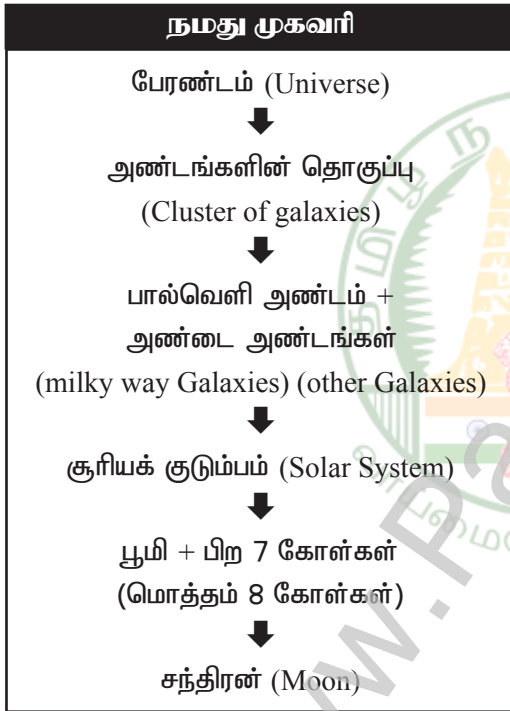 நமது முகவரி
பேரண்டம் (Universe)
அண்டங்களின் தொகுப்பு
(Cluster of galaxies)
பால்வெளி அண்டம் +
அண்டை அண்டங்கள்
(milky way Galaxies) (other Galaxies)
சூரியக் குடும்பம் (Solar System)
பூமி + பிற 7 கோள்கள்
(மொத்தம் 8 கோள்கள்)
சந்திரன் (Moon)